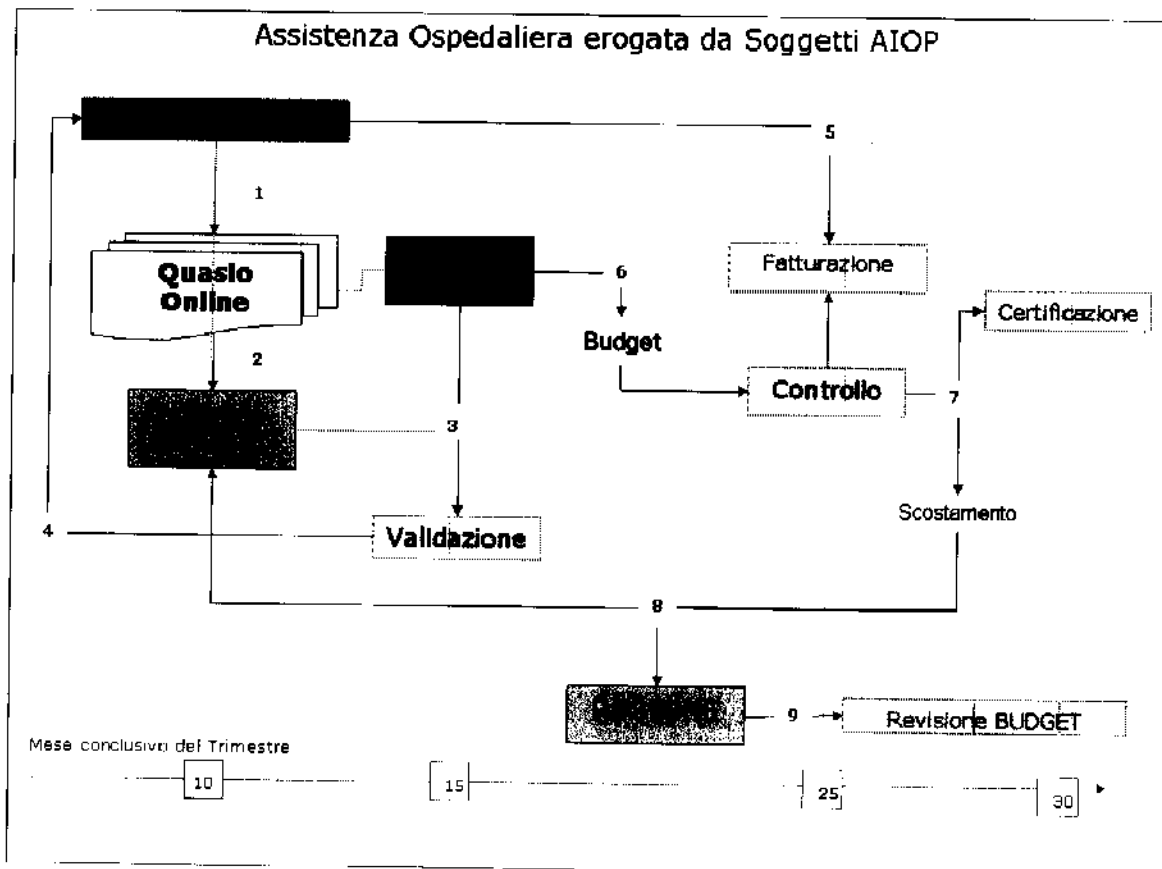 Assistenza Ospedaliera erogata da Soggetti AIOP
5
1
Quasio
Online
6
Fatturazione
Certificazione
Budget
2
Controllo
7
3
Scostamento
4
Validazione
8
9
Revisione BUDGET
Mese conclusivo del Trimestre
10
15
25
30